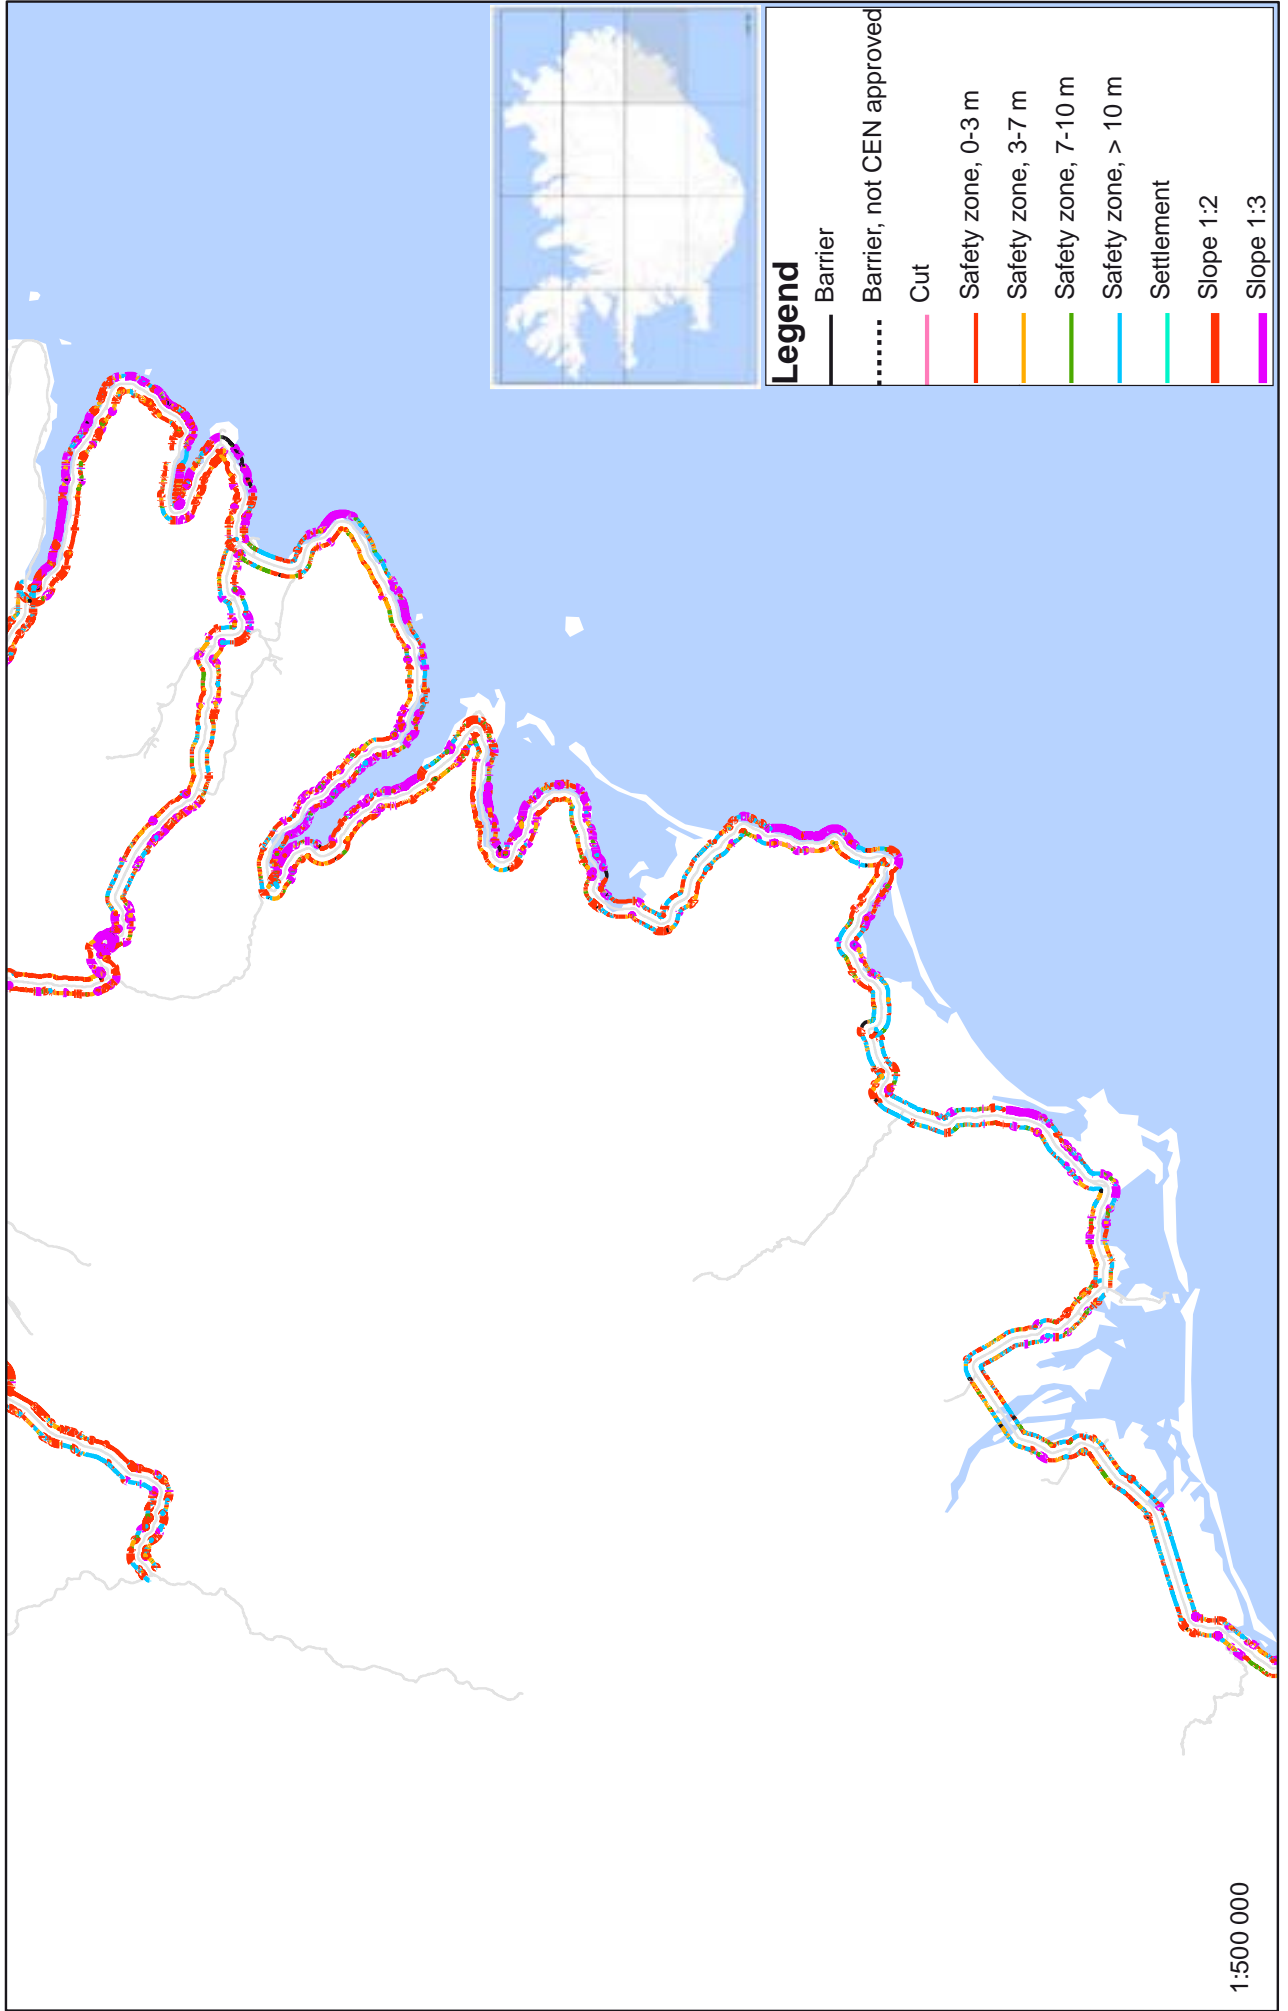 Legend
Barrier
Barrier, not CEN approved
Cut
Safety zone, 0-3 m
Safety zone, 3-7 m
Safety zone, 7-10 m
Safety zone, > 10 m
Settlement
Slope 1:2
Slope 1:3
1:500 000